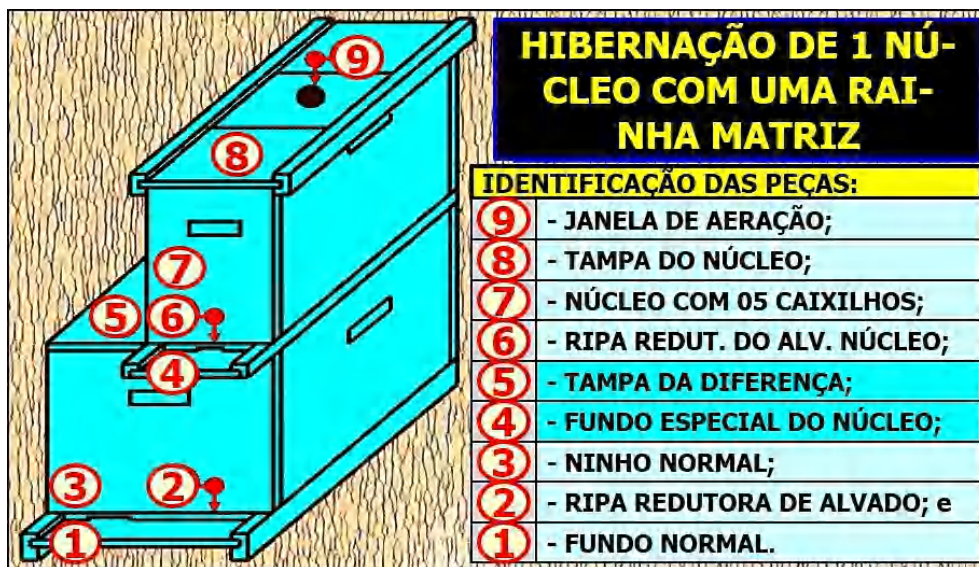 HIBERNAÇÃO DE 1 NÚ-
CLEO COM UMA RAI-
NHA MATRIZ
IDENTIFICAÇÃO DAS PEÇAS:
9 - JANELA DE AERAÇÃO;
8 - TAMPA DO NÚCLEO;
7 - NÚCLEO COM 05 CAIXILHOS;
6 - RIPA REDUT. DO ALV. NÚCLEO;
5 - TAMPA DA DIFERENÇA;
4 - FUNDO ESPECIAL DO NÚCLEO;
3 - NINHO NORMAL;
2 - RIPA REDUTORA DE ALVADO; e
1 - FUNDO NORMAL.
9
8
7
5 6
4
3 2
1